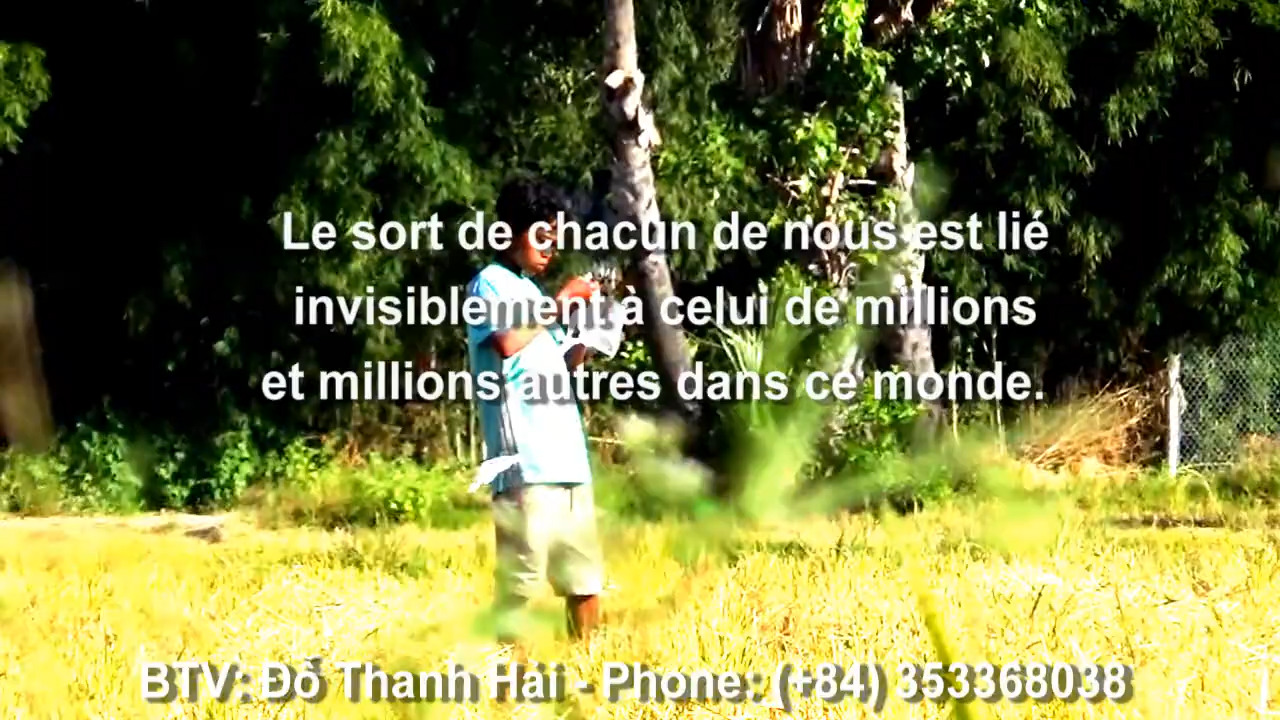 Le sort de chacun de nous est lié
invisiblement à celui de millions
et millions autres dans ce monde.
BTV: Đỗ Thanh Hải - Phone: (+84) 353368038